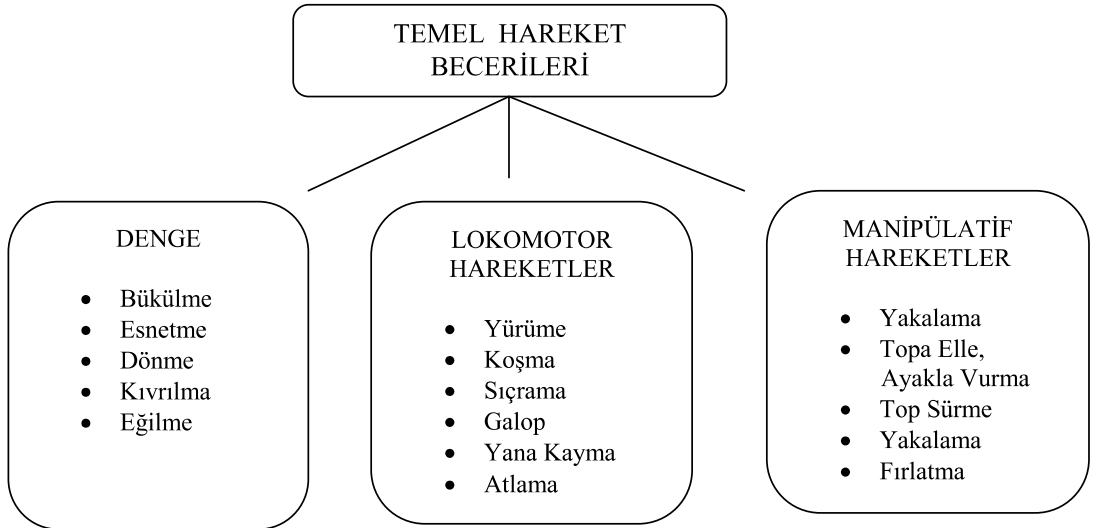 TEMEL HAREKET
BECERİLERİ
DENGE
• Bükülme
• Esnetme
• Dönme
• Kıvrılma
• Eğilme
LOKOMOTOR
HAREKETLER
• Yürüme
• Koşma
• Sıçrama
• Galop
• Yana Kayma
• Atlama
MANİPÜLATİF
HAREKETLER
• Yakalama
• Topa Elle,
Ayakla Vurma
• Top Sürme
• Yakalama
• Fırlatma